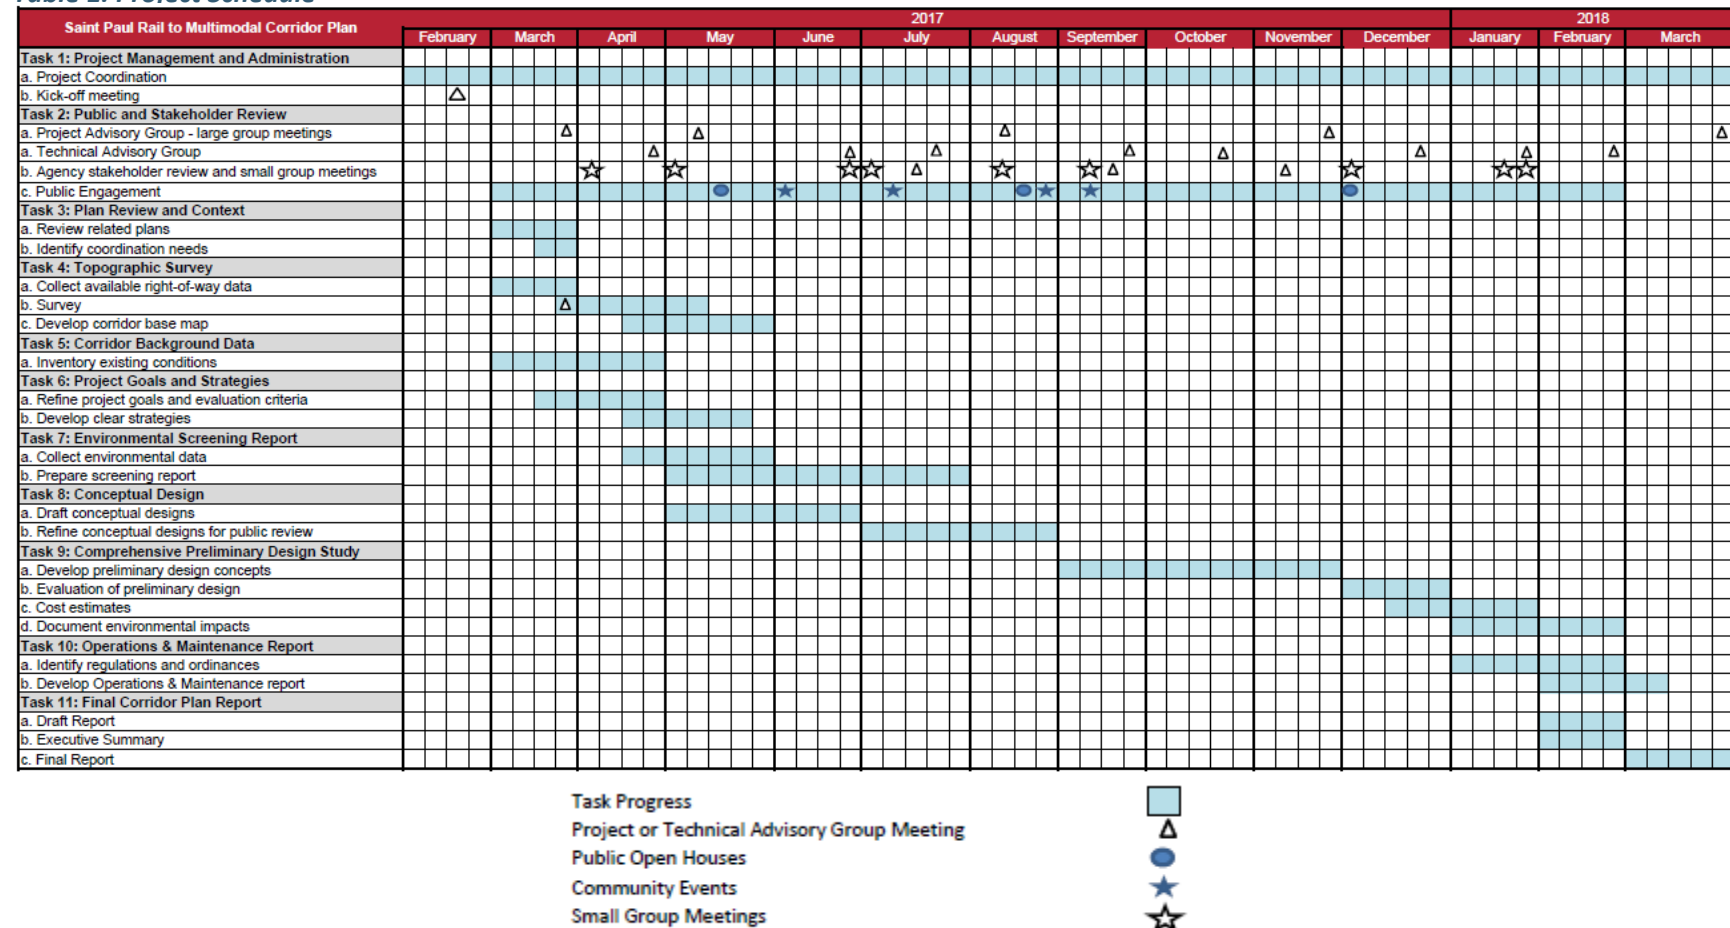 Table 1: Project Schedule
Saint Paul Rail to Multimodal Corridor Plan
2017 2018
February March April May June July August September October November December January February March
Task 1: Project Management and Administration
a. Project Coordination
b. Kick-off meeting
Task 2: Public and Stakeholder Review
a. Project Advisory Group - large group meetings
a. Technical Advisory Group
b. Agency stakeholder review and small group meetings
c. Public Engagement
Task 3: Plan Review and Context
a. Review related plans
b. Identify coordination needs
Task 4: Topographic Survey
a. Collect available right-of-way data
b. Survey
c. Develop corridor base map
Task 5: Corridor Background Data
a. Inventory existing conditions
Task 6: Project Goals and Strategies
a. Refine project goals and evaluation criteria
b. Develop clear strategies
Task 7: Environmental Screening Report
a. Collect environmental data
b. Prepare screening report
Task 8: Conceptual Design
a. Draft conceptual designs
b. Refine conceptual designs for public review
Task 9: Comprehensive Preliminary Design Study
a. Develop preliminary design concepts
b. Evaluation of preliminary design
c. Cost estimates
d. Document environmental impacts
Task 10: Operations & Maintenance Report
a. Identify regulations and ordinances
b. Develop Operations & Maintenance report
Task 11: Final Corridor Plan Report
a. Draft Report
b. Executive Summary
c. Final Report
Task Progress
Project or Technical Advisory Group Meeting
Public Open Houses
Community Events
Small Group Meetings